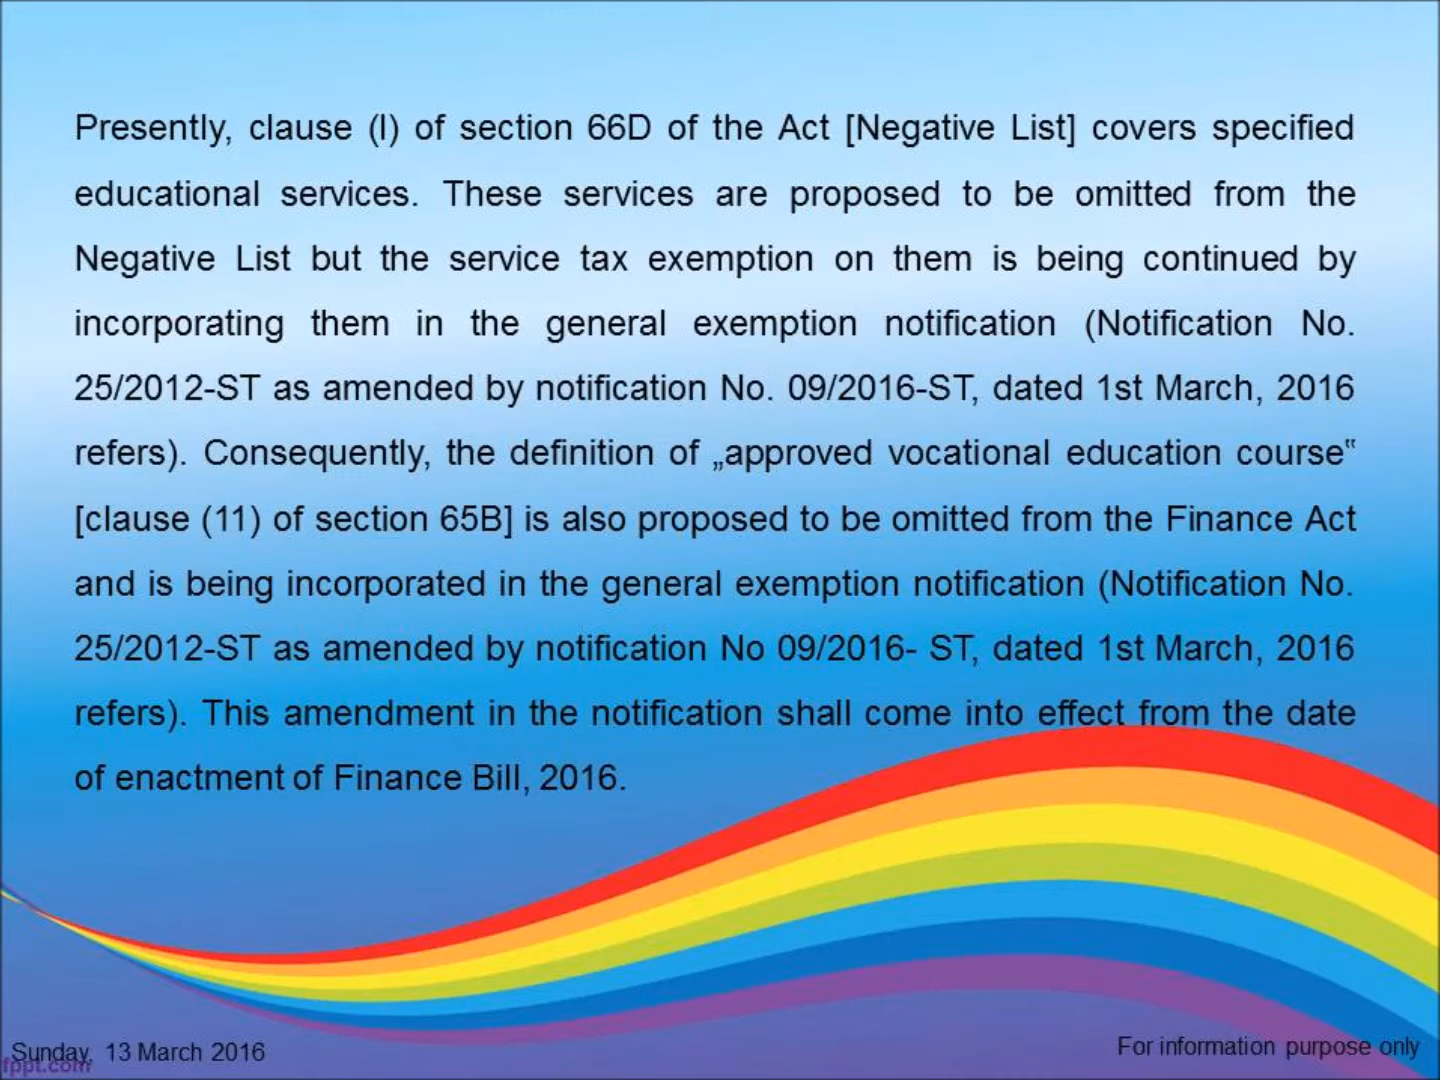 Presently, clause (l) of section 66D of the Act [Negative List] covers specified
educational services. These services are proposed to be omitted from the
Negative List but the service tax exemption on them is being continued by
incorporating them in the general exemption notification (Notification No.
25/2012-ST as amended by notification No. 09/2016-ST, dated 1st March, 2016
refers). Consequently, the definition of „approved vocational education course‟
[clause (11) of section 65B] is also proposed to be omitted from the Finance Act
and is being incorporated in the general exemption notification (Notification No.
25/2012-ST as amended by notification No 09/2016- ST, dated 1st March, 2016
refers). This amendment in the notification shall come into effect from the date
of enactment of Finance Bill, 2016.
Sunday, 13 March 2016
For information purpose only
fppt.com